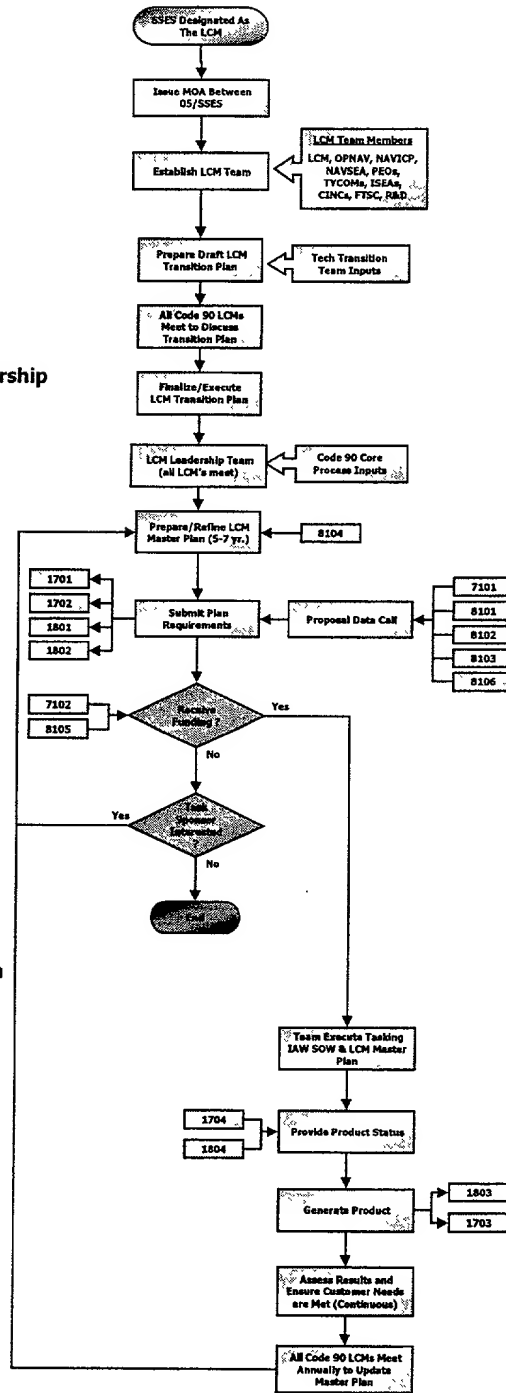 SSES Designated As
The LCM
Issue MOA Between
05/SSES
Establish LCM Team
LCM Team Members
LCM, OPNAV, NAVICP,
NAVSEA, PEOs,
TYCOMs, ISEAs,
CINCs, FTSC, R&D
Prepare Draft LCM
Transition Plan
Tech Transition
Team Inputs
All Code 90 LCMs
Meet to Discuss
Transition Plan
rship
Finalize/Execute
LCM Transition Plan
LCM Leadership Team
(all LCM's meet)
Code 90 Core
Process Inputs
Prepare/Refine LCM
Master Plan (5-7 yr.)
8104
1701
1702
1801
1802
Submit Plan
Requirements
Proposal Data Call
7101
8101
8102
8103
8106
7102
8105
Receive
Funding ?
Yes
No
Yes
Task
Sponsor
Interested
?
No
End
n
Team Execute Tasking
IAW SOW & LCM Master
Plan
1704
1804
Provide Product Status
Generate Product
1803
1703
Assess Results and
Ensure Customer Needs
are Met (Continuous)
All Code 90 LCMs Meet
Annually to Update
Master Plan